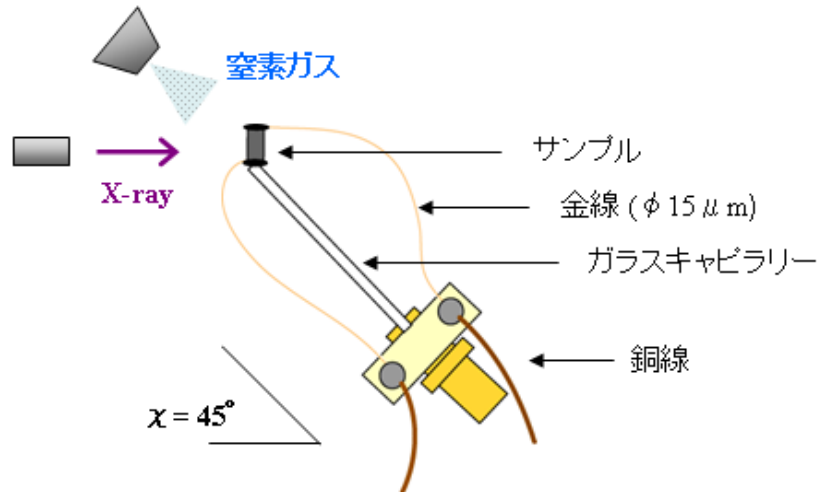 窒素ガス
サンプル
X-ray
金線 (φ 15 μ m)
ガラスキャピラリー
銅線
χ = 45°